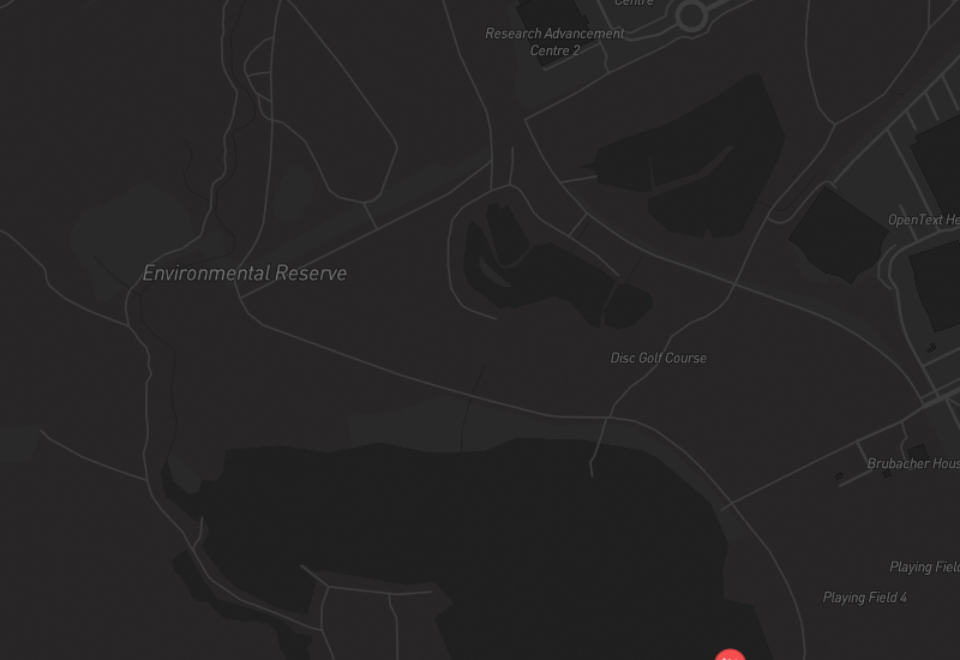 Centre
Research Advancement
Centre 2
OpenText He
Environmental Reserve
Disc Golf Course
Brubacher Hous
Playing Field
Playing Field 4